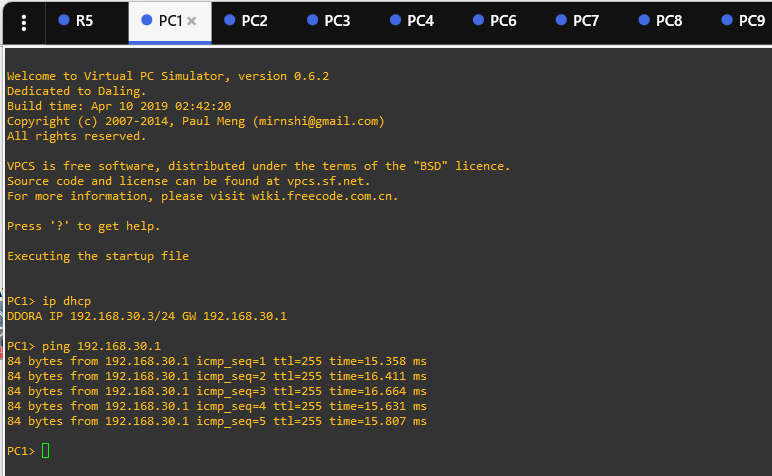 R5 PC1 PC2 PC3 PC4 PC6 PC7 PC8 PC9
Welcome to Virtual PC Simulator, version 0.6.2
Dedicated to Daling.
Build time: Apr 10 2019 02:42:20
Copyright (c) 2007-2014, Paul Meng (mirnshi@gmail.com)
All rights reserved.
VPCS is free software, distributed under the terms of the "BSD" licence.
Source code and license can be found at vpcs.sf.net.
For more information, please visit wiki.freecode.com.cn.
Press '?' to get help.
Executing the startup file
PC1> ip dhcp
DDORA IP 192.168.30.3/24 GW 192.168.30.1
PC1> ping 192.168.30.1
84 bytes from 192.168.30.1 icmp_seq=1 ttl=255 time=15.358 ms
84 bytes from 192.168.30.1 icmp_seq=2 ttl=255 time=16.411 ms
84 bytes from 192.168.30.1 icmp_seq=3 ttl=255 time=16.664 ms
84 bytes from 192.168.30.1 icmp_seq=4 ttl=255 time=15.631 ms
84 bytes from 192.168.30.1 icmp_seq=5 ttl=255 time=15.807 ms
PC1>